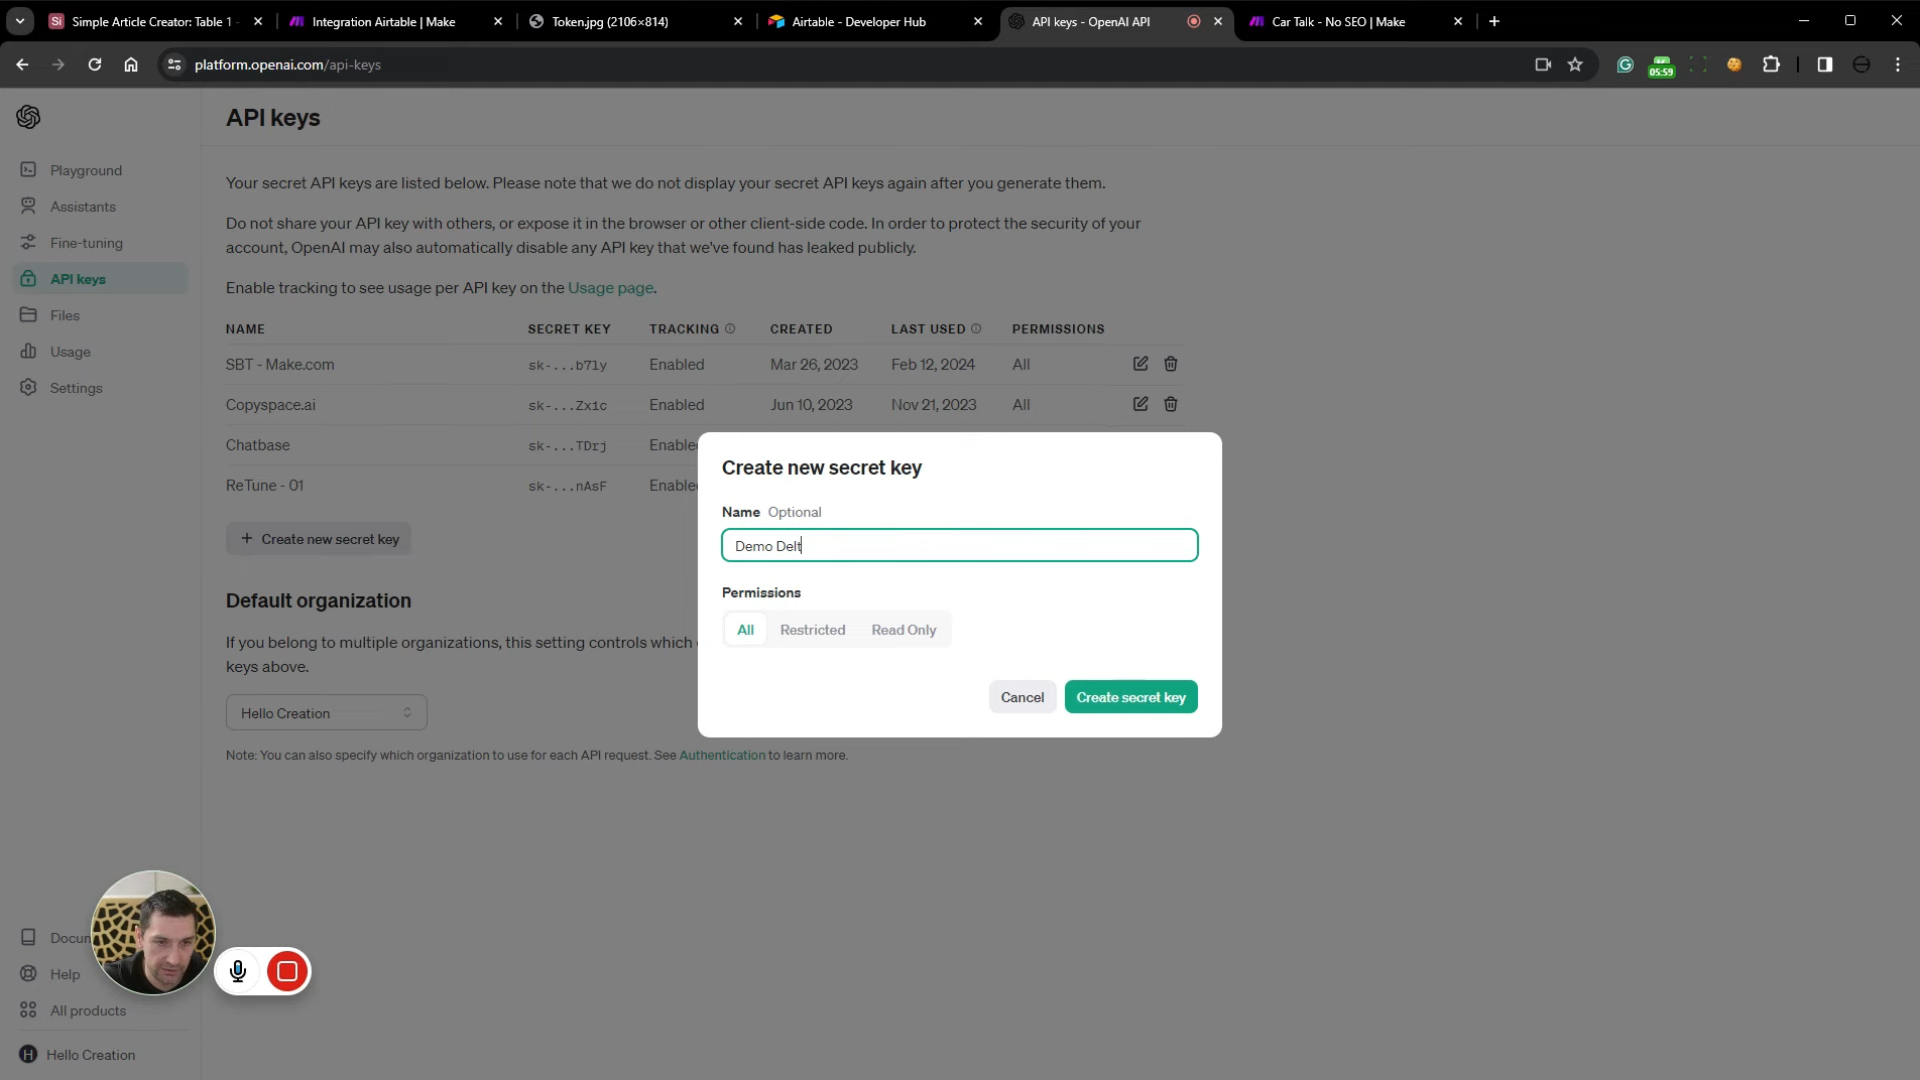 Simple Article Creator: Table 1
Integration Airtable | Make
Token.jpg (2106×814)
Airtable - Developer Hub
API keys - OpenAI API
Car Talk - No SEO | Make
platform.openai.com/api-keys
05:59
API keys
Playground
Assistants
Fine-tuning
API keys
Files
Usage
Settings
Your secret API keys are listed below. Please note that we do not display your secret API keys again after you generate them.
Do not share your API key with others, or expose it in the browser or other client-side code. In order to protect the security of your
account, OpenAI may also automatically disable any API key that we've found has leaked publicly.
Enable tracking to see usage per API key on the Usage page.
NAME SECRET KEY TRACKING CREATED LAST USED PERMISSIONS
SBT - Make.com sk-...b7ly Enabled Mar 26, 2023 Feb 12, 2024 All
Copyspace.ai sk-...Zx1c Enabled Jun 10, 2023 Nov 21, 2023 All
Chatbase sk-...TDrj Enable
ReTune - 01 sk-...nAsF Enable
+ Create new secret key
Default organization
If you belong to multiple organizations, this setting controls which
keys above.
Hello Creation
Note: You can also specify which organization to use for each API request. See Authentication to learn more.
Create new secret key
Name Optional
Demo Delt
Permissions
All Restricted Read Only
Cancel Create secret key
Docu
Help
All products
H Hello Creation